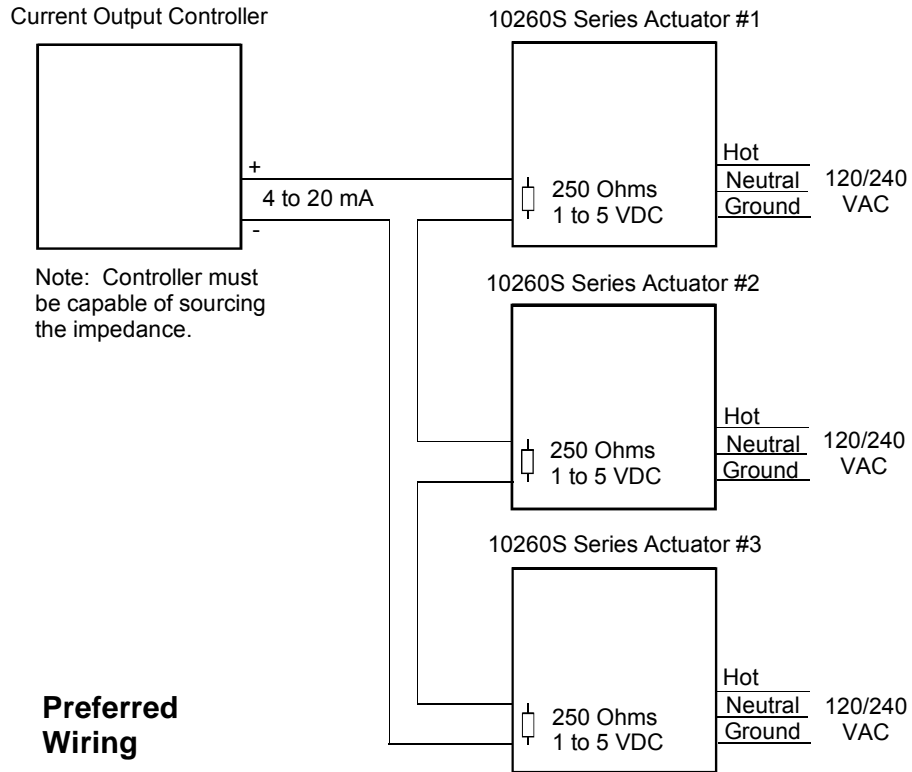 Current Output Controller
+
4 to 20 mA
-
Note: Controller must
be capable of sourcing
the impedance.
10260S Series Actuator #1
250 Ohms
1 to 5 VDC
Hot
Neutral
Ground
120/240
VAC
10260S Series Actuator #2
250 Ohms
1 to 5 VDC
Hot
Neutral
Ground
120/240
VAC
10260S Series Actuator #3
250 Ohms
1 to 5 VDC
Hot
Neutral
Ground
120/240
VAC
Preferred
Wiring